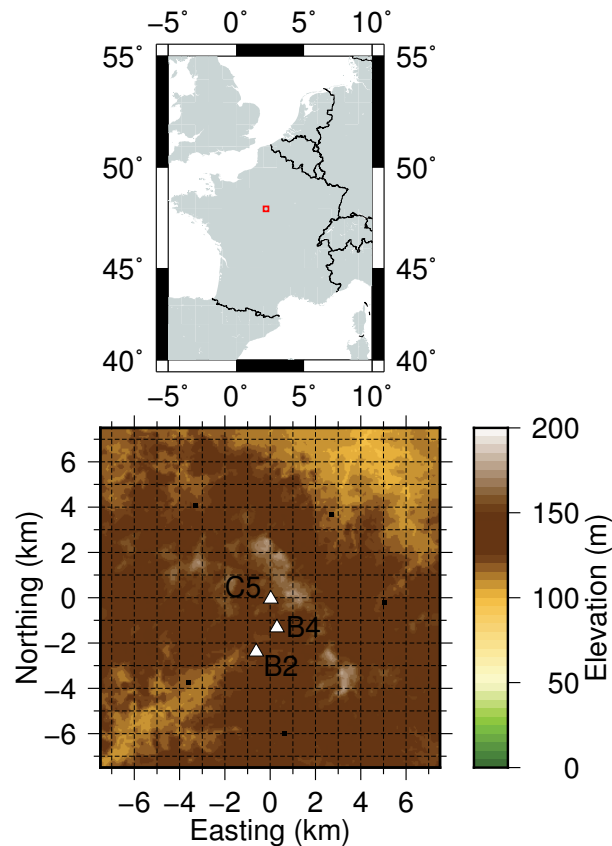 −5˚ 0˚ 5˚ 10˚
55˚ 55˚
50˚ 50˚
45˚ 45˚
40˚ 40˚
−5˚ 0˚ 5˚ 10˚
6 200
4 150
2
C5 0 100
B4
−2
B2
−4 50
−6 0
−6 −4 −2 0 2 4 6
Northing (km)
Easting (km)
Elevation (m)